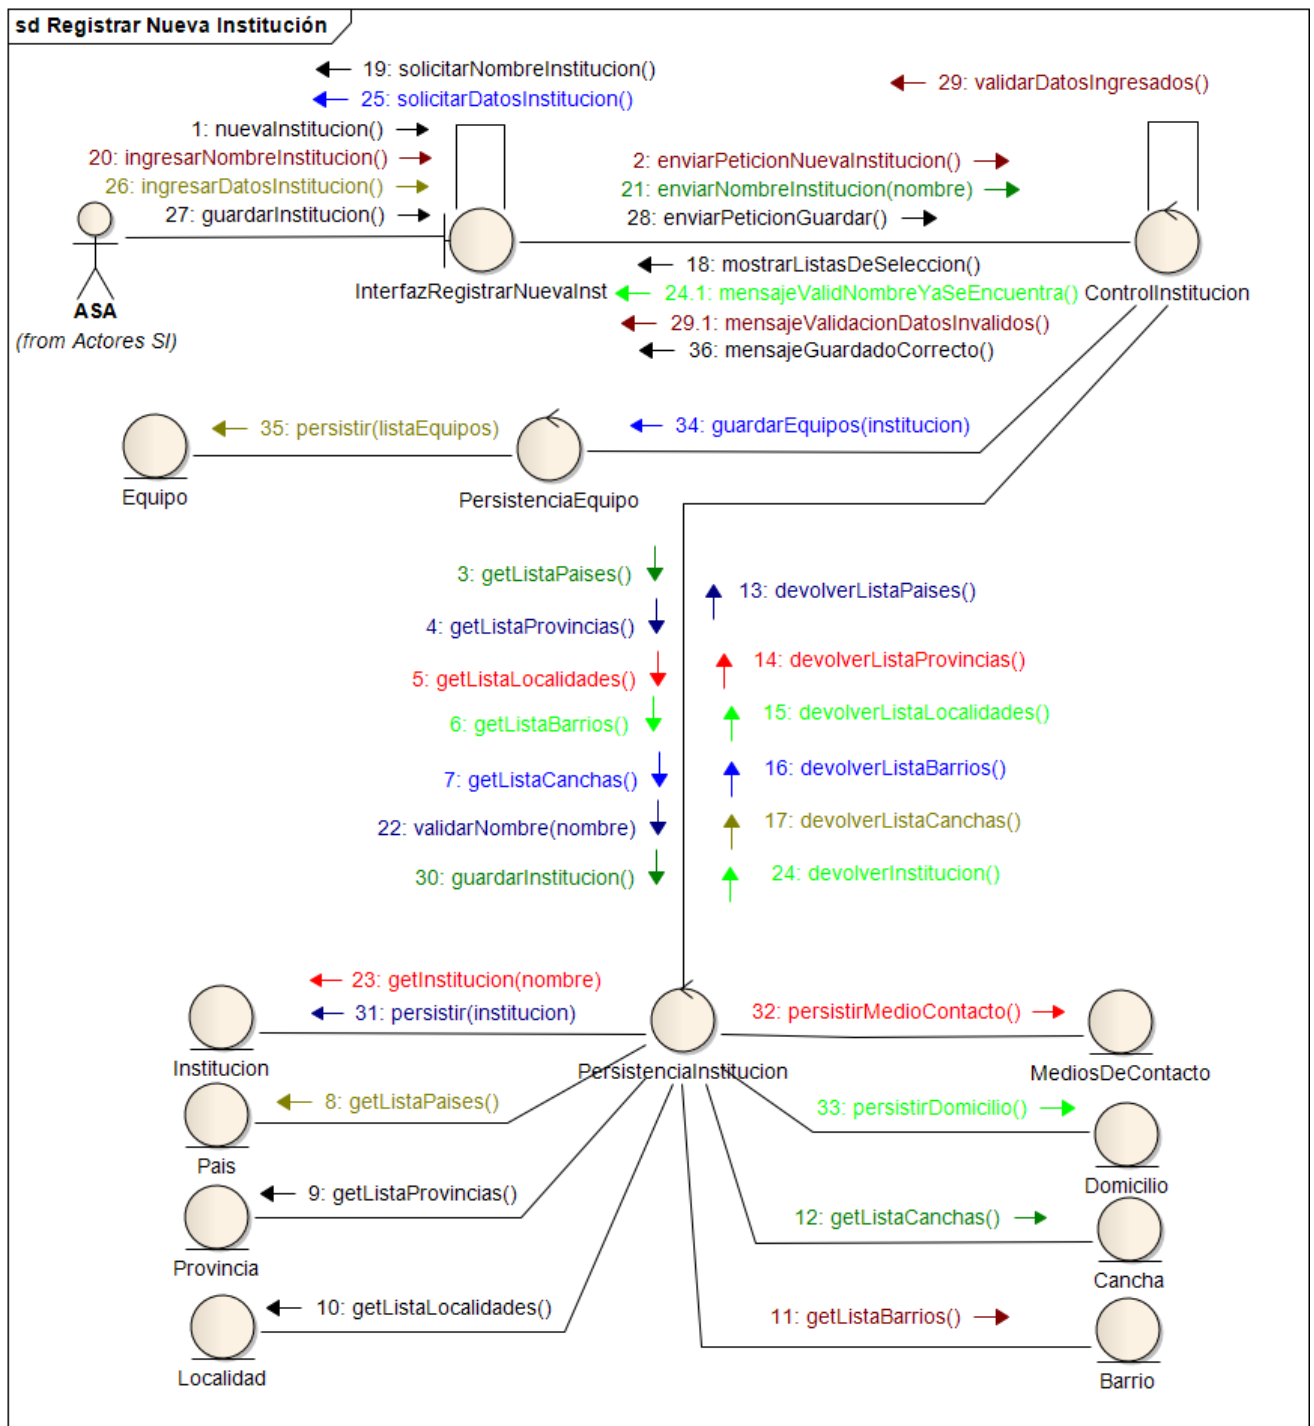 sd Registrar Nueva Institución
19: solicitarNombreInstitucion()
25: solicitarDatosInstitucion()
29: validarDatosIngresados()
1: nuevaInstitucion()
20: ingresarNombreInstitucion()
26: ingresarDatosInstitucion()
27: guardarInstitucion()
2: enviarPeticionNuevaInstitucion()
21: enviarNombreInstitucion(nombre)
28: enviarPeticionGuardar()
ASA
(from Actores SI)
InterfazRegistrarNuevaInst
18: mostrarListasDeSeleccion()
24.1: mensajeValidNombreYaSeEncuentra()
29.1: mensajeValidacionDatosInvalidos()
36: mensajeGuardadoCorrecto()
ControlInstitucion
35: persistir(listaEquipos)
34: guardarEquipos(institucion)
Equipo
PersistenciaEquipo
3: getListaPaises()
4: getListaProvincias()
5: getListaLocalidades()
6: getListaBarrios()
7: getListaCanchas()
22: validarNombre(nombre)
30: guardarInstitucion()
13: devolverListaPaises()
14: devolverListaProvincias()
15: devolverListaLocalidades()
16: devolverListaBarrios()
17: devolverListaCanchas()
24: devolverInstitucion()
23: getInstitucion(nombre)
31: persistir(institucion)
32: persistirMedioContacto()
Institucion
PersistenciaInstitucion
MediosDeContacto
8: getListaPaises()
33: persistirDomicilio()
Pais
Domicilio
9: getListaProvincias()
12: getListaCanchas()
Provincia
Cancha
10: getListaLocalidades()
11: getListaBarrios()
Localidad
Barrio